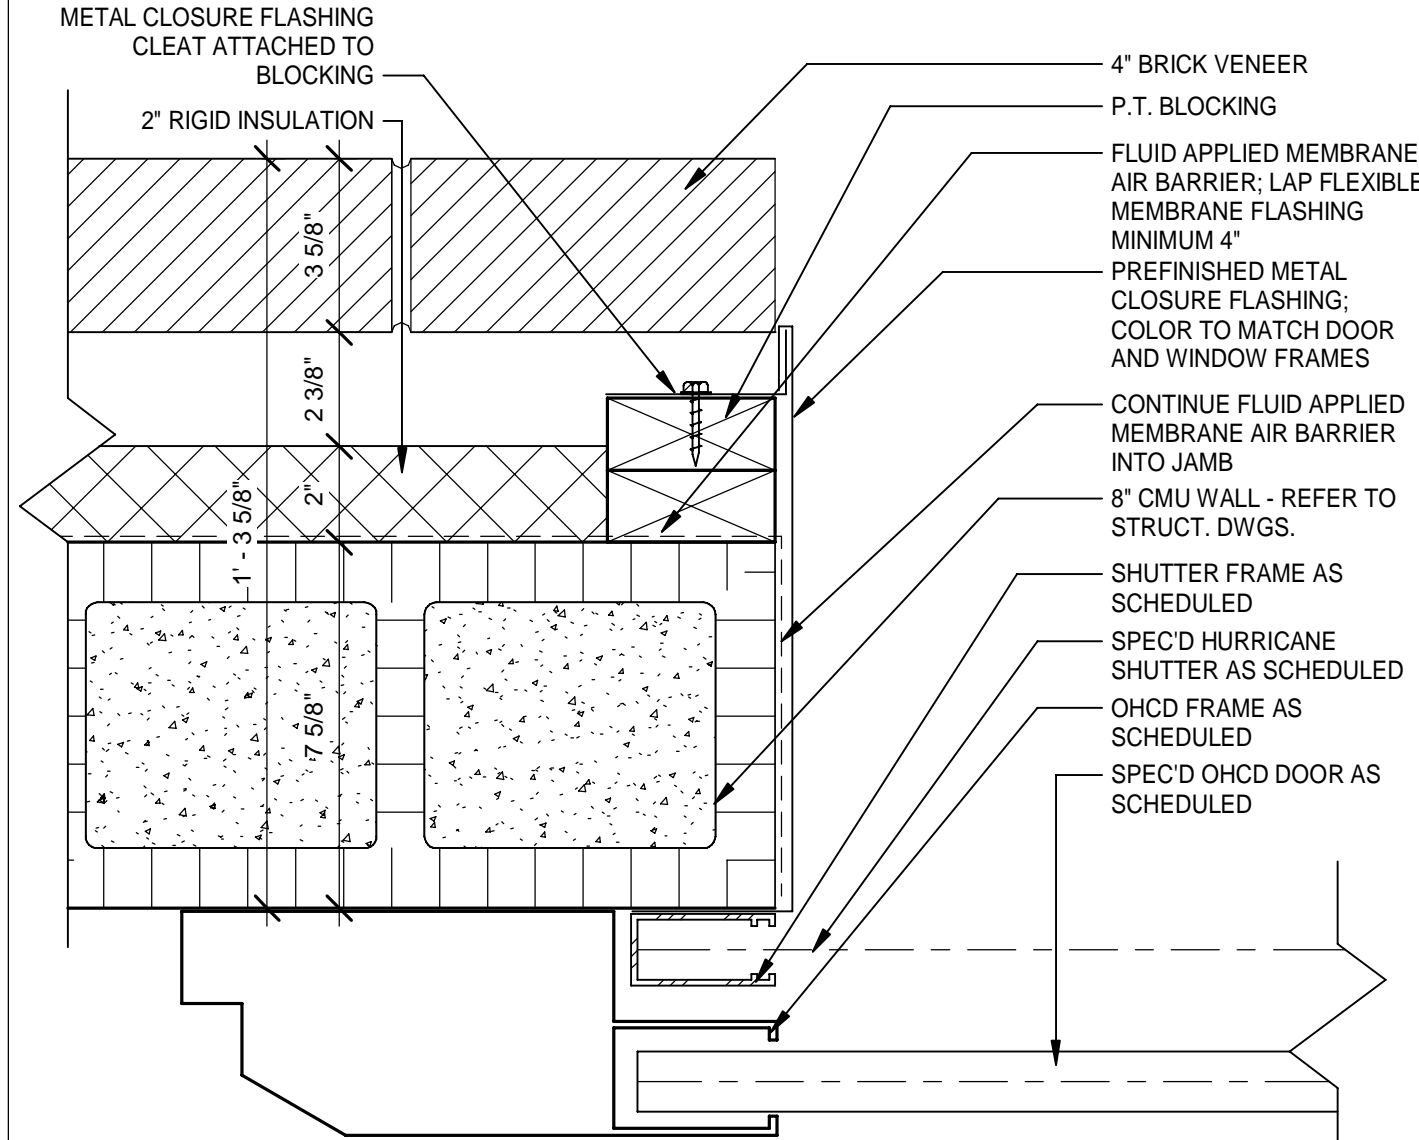 METAL CLOSURE FLASHING
CLEAT ATTACHED TO
BLOCKING
2" RIGID INSULATION
4" BRICK VENEER
P.T. BLOCKING
FLUID APPLIED MEMBRANE
AIR BARRIER; LAP FLEXIBLE
MEMBRANE FLASHING
MINIMUM 4"
PREFINISHED METAL
CLOSURE FLASHING;
COLOR TO MATCH DOOR
AND WINDOW FRAMES
CONTINUE FLUID APPLIED
MEMBRANE AIR BARRIER
INTO JAMB
8" CMU WALL - REFER TO
STRUCT. DWGS.
SHUTTER FRAME AS
SCHEDULED
SPEC'D HURRICANE
SHUTTER AS SCHEDULED
OHCD FRAME AS
SCHEDULED
SPEC'D OHCD DOOR AS
SCHEDULED
3 5/8"
2 3/8"
2"
1' - 3 5/8"
7 5/8"